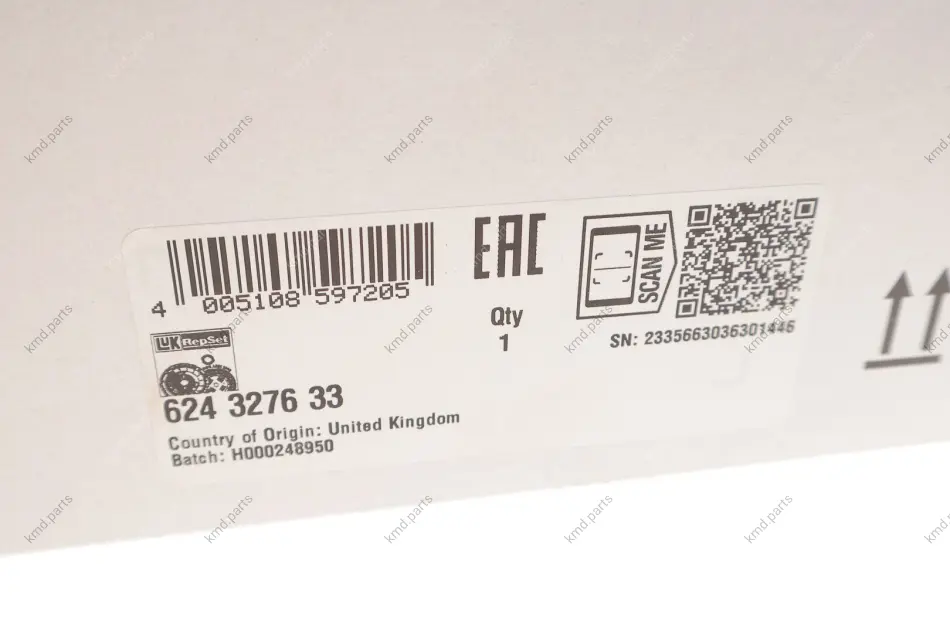 4 005108 597205
EAC
SCAN ME
Qty
1
SN: 2335663036301446
LUK RepSet
624 3276 33
Country of Origin: United Kingdom
Batch: H000248950
kmd.parts